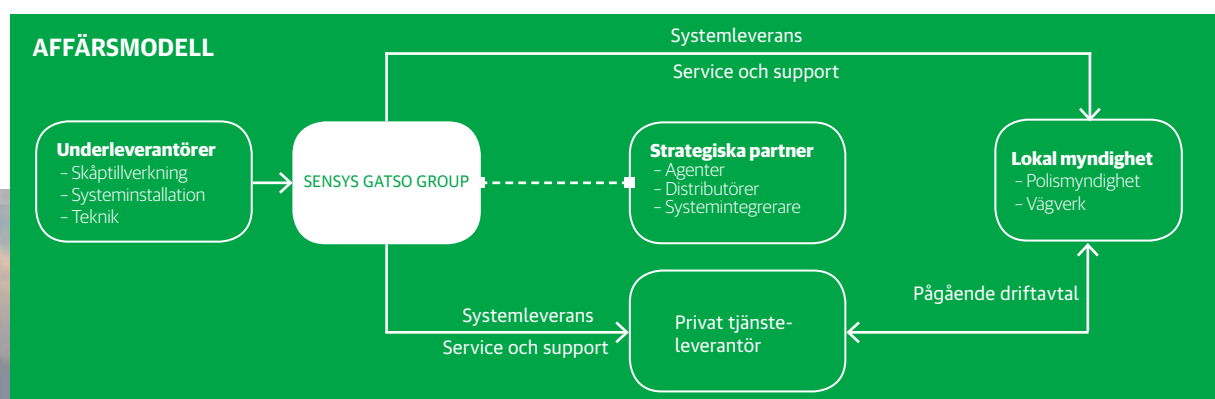 AFFÄRSMODELL
Systemleverans
Service och support
Underleverantörer
– Skåptillverkning
– Systeminstallation
– Teknik
SENSYS GATSO GROUP
Strategiska partner
– Agenter
– Distributörer
– Systemintegrerare
Lokal myndighet
– Polismyndighet
– Vägverk
Systemleverans
Service och support
Privat tjänste-
leverantör
Pågående driftavtal